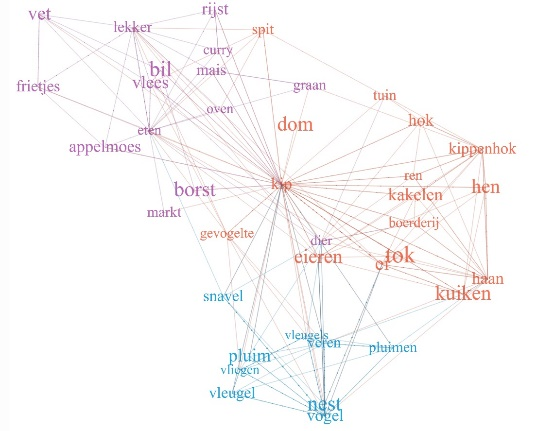 vet
rijst
lekker
spit
curry
bil
mais
vlees
frietjes
graan
tuin
oven
dom
hok
eten
appelmoes
kippenhok
ren
kip
borst
kakelen
hen
markt
boerderij
gevogelte
dier
eieren
tok
ei
haan
snavel
kuiken
vleugels
veren
pluimen
pluim
vliegen
vleugel
nest
vogel